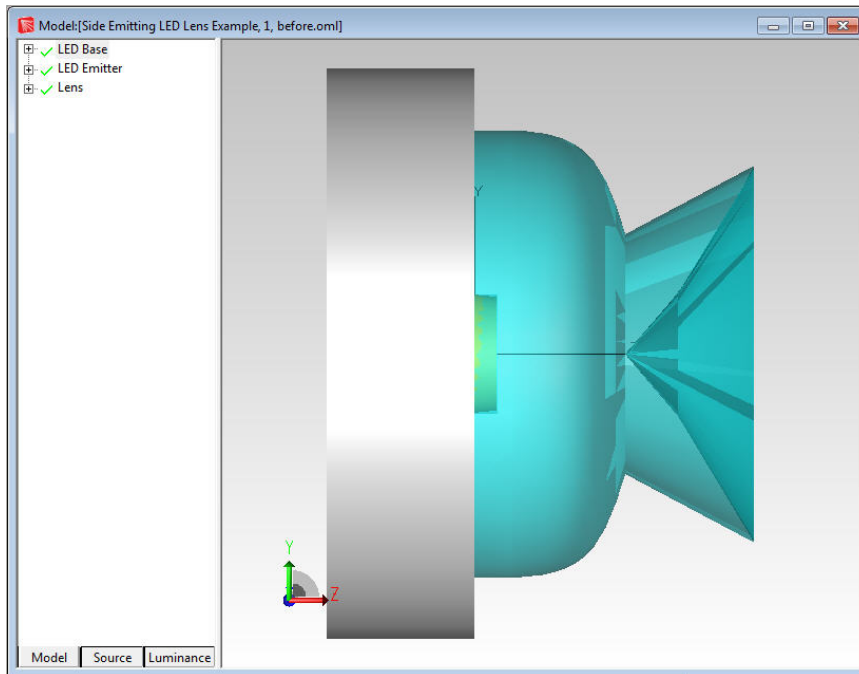 Model:[Side Emitting LED Lens Example, 1, before.oml]
LED Base
LED Emitter
Lens
Y
Y
Z
Model Source Luminance